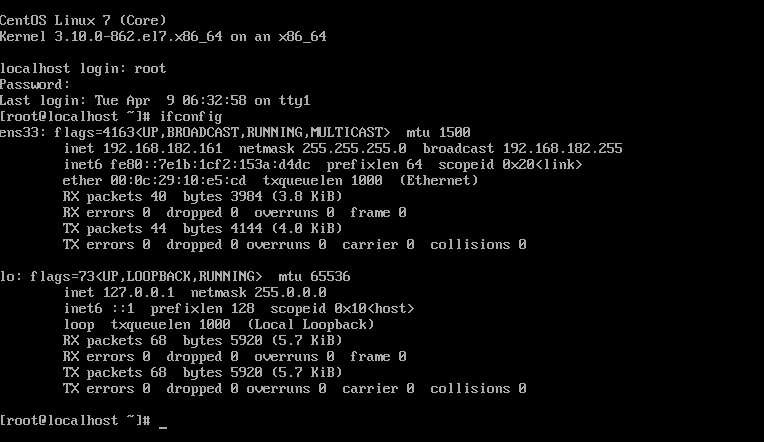 CentOS Linux 7 (Core)
Kernel 3.10.0-862.el7.x86_64 on an x86_64
localhost login: root
Password:
Last login: Tue Apr  9 06:32:58 on tty1
[root@localhost ~]# ifconfig
ens33: flags=4163<UP,BROADCAST,RUNNING,MULTICAST>  mtu 1500
        inet 192.168.182.161  netmask 255.255.255.0  broadcast 192.168.182.255
        inet6 fe80::7e1b:1cf2:153a:d4dc  prefixlen 64  scopeid 0x20<link>
        ether 00:0c:29:10:e5:cd  txqueuelen 1000  (Ethernet)
        RX packets 40  bytes 3984 (3.8 KiB)
        RX errors 0  dropped 0  overruns 0  frame 0
        TX packets 44  bytes 4144 (4.0 KiB)
        TX errors 0  dropped 0 overruns 0  carrier 0  collisions 0
lo: flags=73<UP,LOOPBACK,RUNNING>  mtu 65536
        inet 127.0.0.1  netmask 255.0.0.0
        inet6 ::1  prefixlen 128  scopeid 0x10<host>
        loop  txqueuelen 1000  (Local Loopback)
        RX packets 68  bytes 5920 (5.7 KiB)
        RX errors 0  dropped 0  overruns 0  frame 0
        TX packets 68  bytes 5920 (5.7 KiB)
        TX errors 0  dropped 0 overruns 0  carrier 0  collisions 0
[root@localhost ~]# _